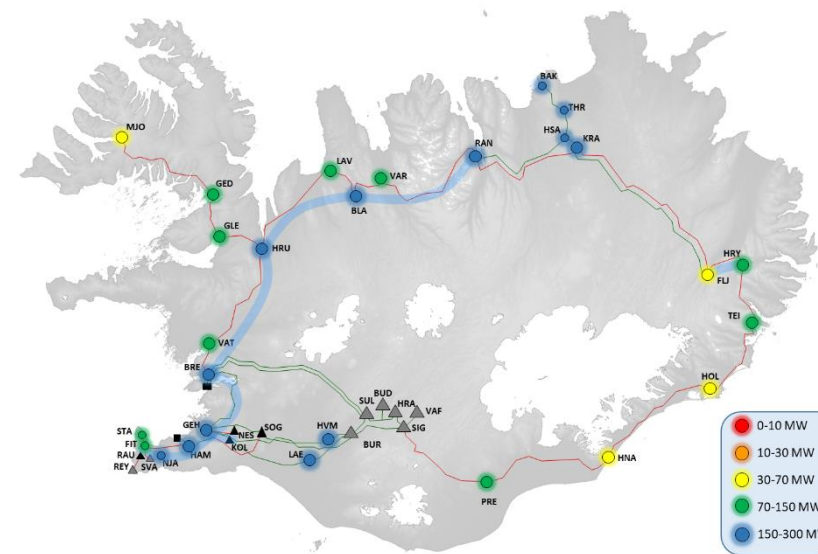 BAK
THR
MJO
HSA
KRA
RAN
LAV
VAR
GED
BLA
GLE
HRU
HRY
FLJ
TEI
VAT
BRE
HOL
BUD
SUL
HRA
VAF
GEH
NES
SOG
HVM
SIG
STA
FIT
KOL
BUR
RAU
HAM
LAE
REY
SVA
NJA
HNA
PRE
0-10 MW
10-30 MW
30-70 MW
70-150 MW
150-300 M